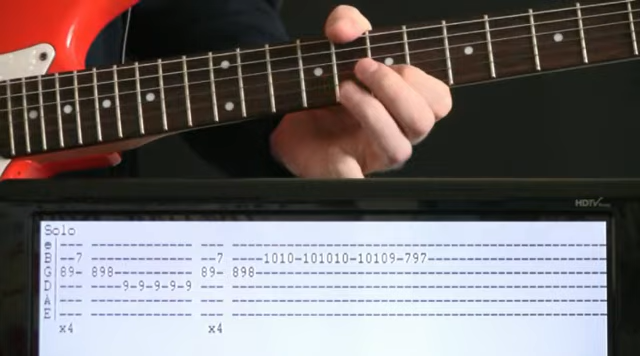 HDTV
Solo
e|--- ------------- --- ------------------------------------------------
B|--7 ------------- --7 ----1010-101010-10109-797-----------------------
G|89- 898---------- 89- 898---------------------------------------------
D|--- ----9-9-9-9-9 --- ------------------------------------------------
A|--- ------------- --- ------------------------------------------------
E|--- ------------- --- ------------------------------------------------
x4 x4